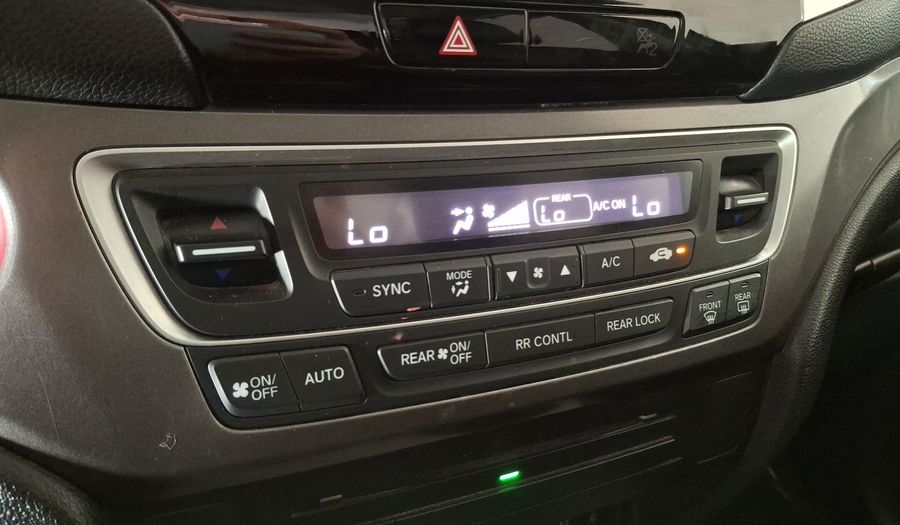 REAR
Lo Lo A/C ON Lo
SYNC MODE A/C
FRONT REAR
REAR ON/OFF RR CONTL REAR LOCK
ON/OFF AUTO